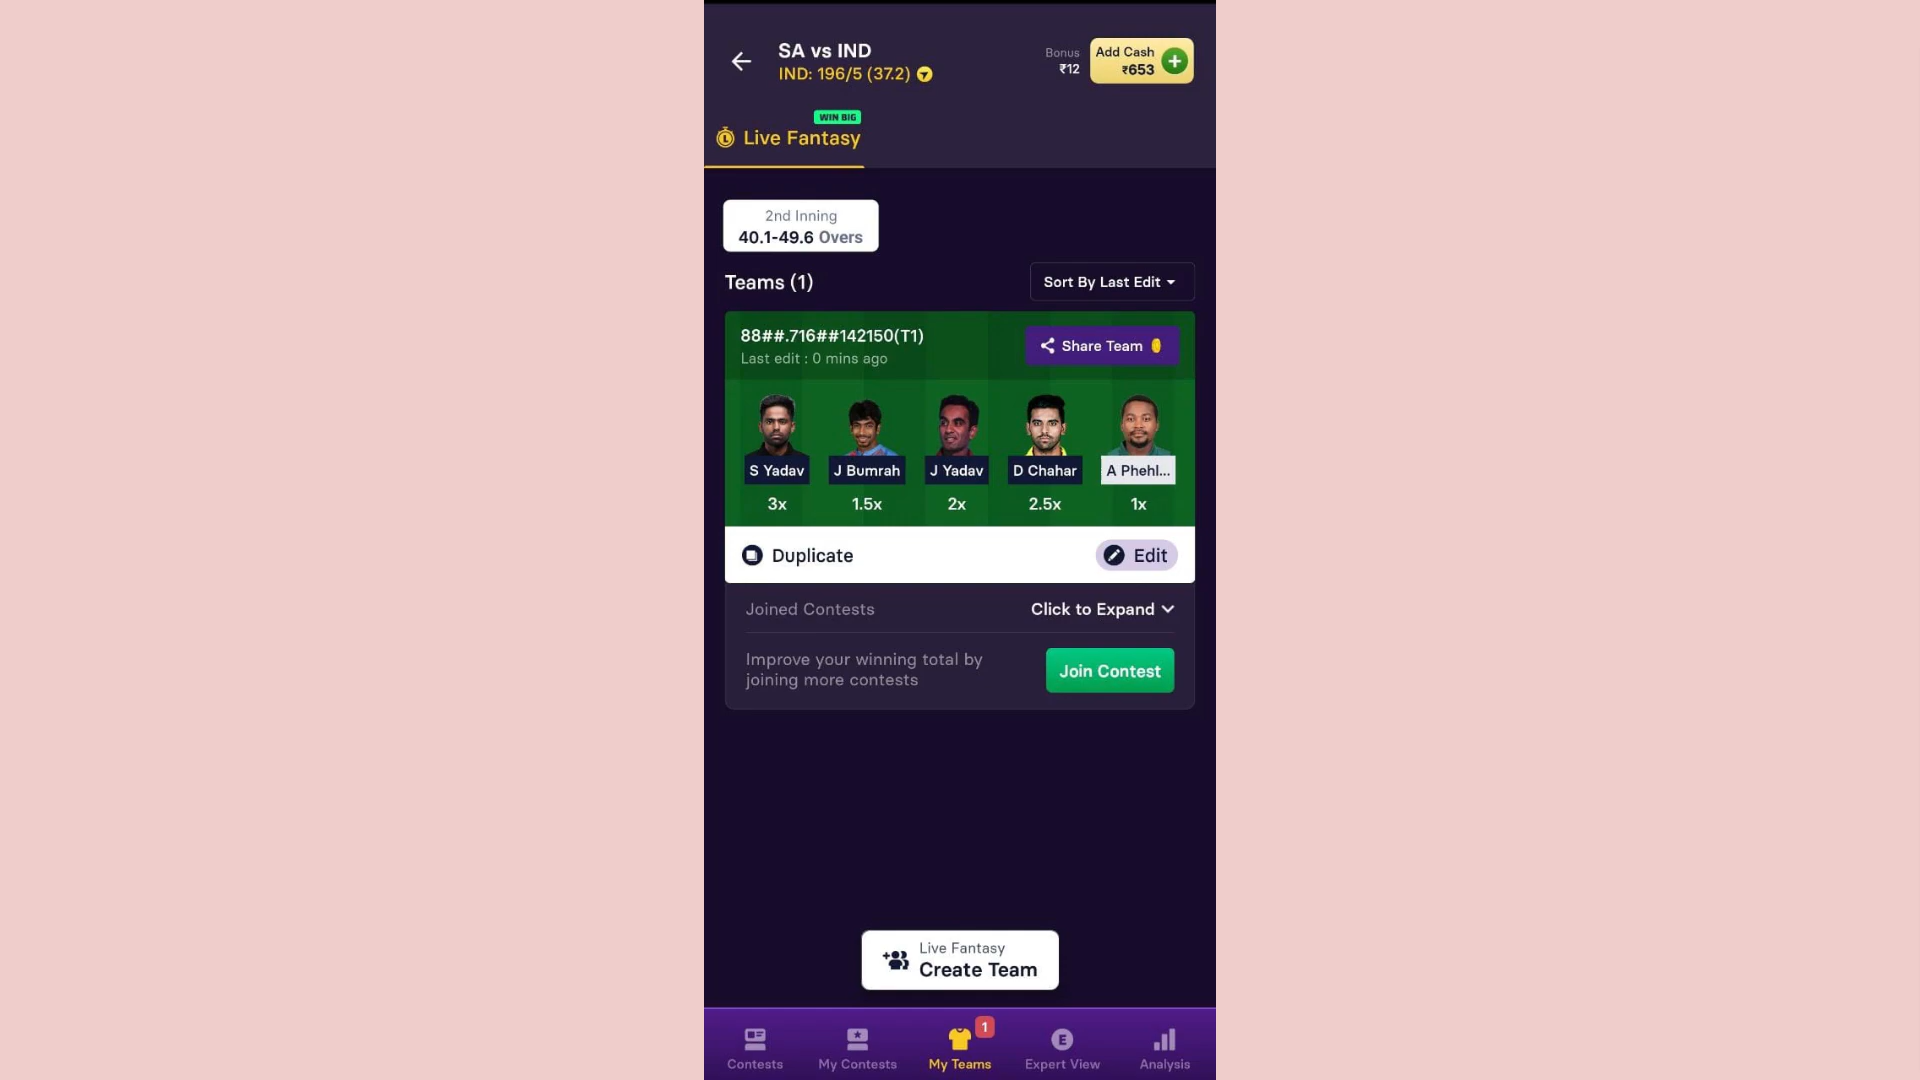 SA vs IND
IND: 196/5 (37.2)
Bonus
₹12
Add Cash
₹653
WIN BIG
Live Fantasy
2nd Inning
40.1-49.6 Overs
Teams (1)
Sort By Last Edit
88##.716##142150(T1)
Last edit : 0 mins ago
Share Team
S Yadav
J Bumrah
J Yadav
D Chahar
A Phehl...
3x
1.5x
2x
2.5x
1x
Duplicate
Edit
Joined Contests
Click to Expand
Improve your winning total by
joining more contests
Join Contest
Live Fantasy
Create Team
1
E
Contests
My Contests
My Teams
Expert View
Analysis